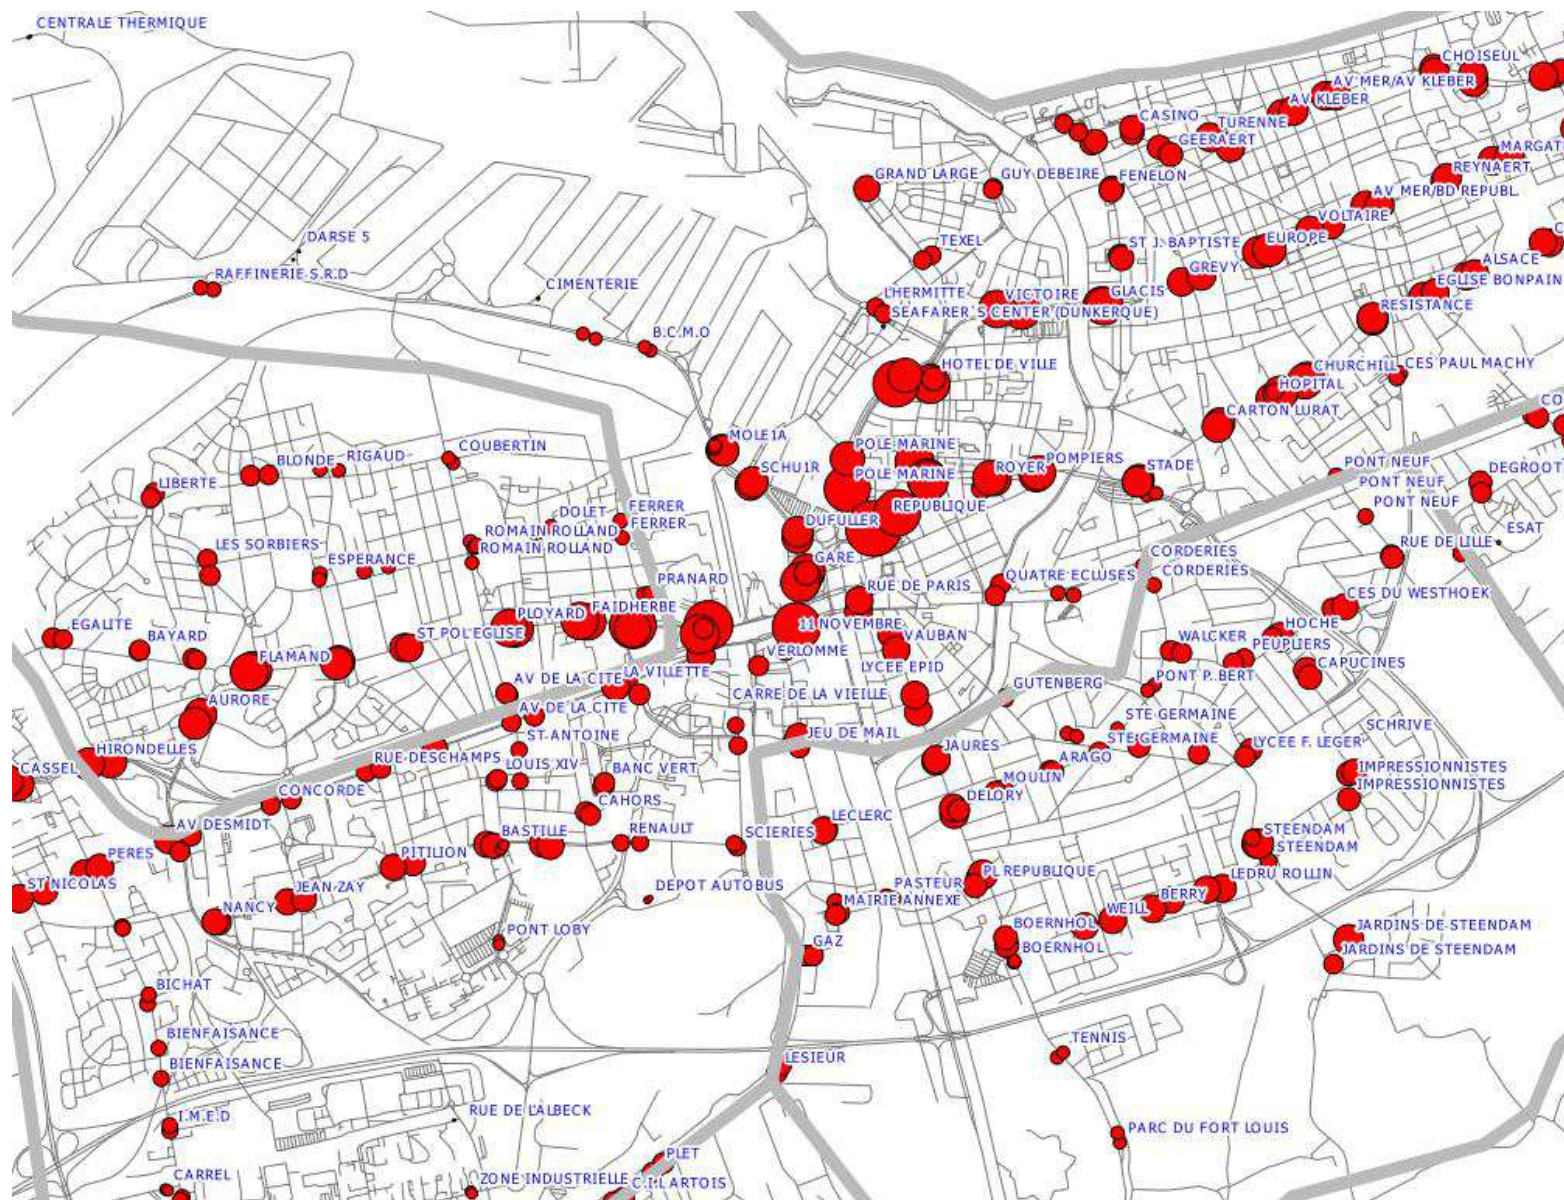 CENTRALE THERMIQUE
CHOISEUL
AV MER/AV KLEBER
AV KLEBER
CASINO
TURENNE
GEERAERT
MARGAT
REYNAERT
GRAND LARGE
GUY DEBEIRE
FENELON
AV MER/BD REPUBL.
VOLTAIRE
DARSE 5
TEXEL
ST J. BAPTISTE
EUROPE
ALSACE
RAFFINERIE S.R.D
GREVY
EGLISE BONPAIN
CIMENTERIE
L'HERMITTE
VICTOIRE
GLACIS
RESISTANCE
SEAFARER`S CENTER (DUNKERQUE)
B.C.M.O
HOTEL DE VILLE
CHURCHILL
CES PAUL MACHY
HOPITAL
CARTON LURAT
CO
MOLE1A
POLE MARINE
COUBERTIN
BLONDE
RIGAUD
SCHU1R
POLE MARINE
ROYER
POMPIERS
STADE
PONT NEUF
DEGROOT
LIBERTE
PONT NEUF
PONT NEUF
FERRER
DOLET
FERRER
REPUBLIQUE
DUFULLER
ROMAIN ROLLAND
ROMAIN ROLLAND
ESAT
RUE DE LILLE
LES SORBIERS
ESPERANCE
GARE
CORDERIES
CORDERIES
PRANARD
RUE DE PARIS
QUATRE ECLUSES
CES DU WESTHOEK
PLOYARD
FAIDHERBE
11 NOVEMBRE
HOCHE
EGALITE
BAYARD
ST POL EGLISE
VAUBAN
WALCKER
PEUPLIERS
FLAMAND
VERLOMME
LYCEE EPID
CAPUCINES
AV DE LA CITE
LA VILLETTE
CARRE DE LA VIEILLE
GUTENBERG
PONT P. BERT
AURORE
AV DE LA CITE
STE GERMAINE
SCHRIVE
ST ANTOINE
JEU DE MAIL
JAURES
STE GERMAINE
LYCEE F. LEGER
HIRONDELLES
RUE DESCHAMPS
LOUIS XIV
BANC VERT
ARAGO
IMPRESSIONNISTES
CASSEL
MOULIN
IMPRESSIONNISTES
CONCORDE
CAHORS
DELORY
AV DESMIDT
BASTILLE
RENAULT
SCIERIES
LECLERC
STEENDAM
STEENDAM
PERES
PITILION
PL REPUBLIQUE
LEDRU ROLLIN
ST NICOLAS
JEAN ZAY
DEPOT AUTOBUS
PASTEUR
MAIRIE ANNEXE
BERRY
NANCY
WEILL
PONT LOBY
GAZ
BOERNHOL
BOERNHOL
JARDINS DE STEENDAM
JARDINS DE STEENDAM
BICHAT
BIENFAISANCE
BIENFAISANCE
TENNIS
LESIEUR
I.M.E.D
RUE DE L'ALBECK
PARC DU FORT LOUIS
PLET
CARREL
ZONE INDUSTRIELLE
C.I.L ARTOIS